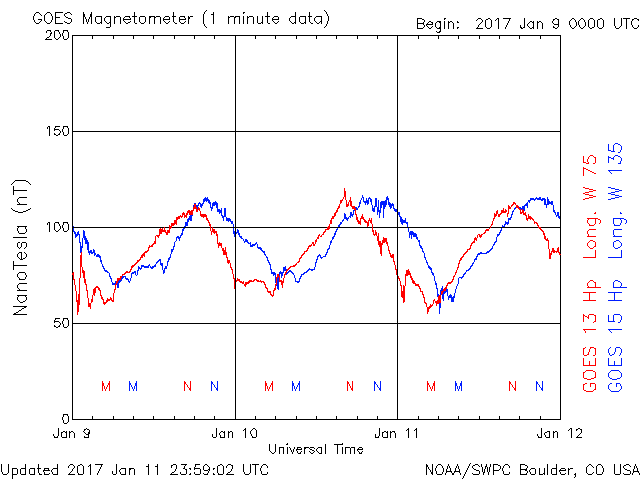 GOES Magnetometer (1 minute data)
Begin: 2017 Jan 9 0000 UTC
200
150
100
50
0
NanoTesla (nT)
M M N N M M N N M M N N
Jan 9 Jan 10 Jan 11 Jan 12
Universal Time
GOES 13 Hp Long. W 75
GOES 15 Hp Long. W 135
Updated 2017 Jan 11 23:59:02 UTC
NOAA/SWPC Boulder, CO USA